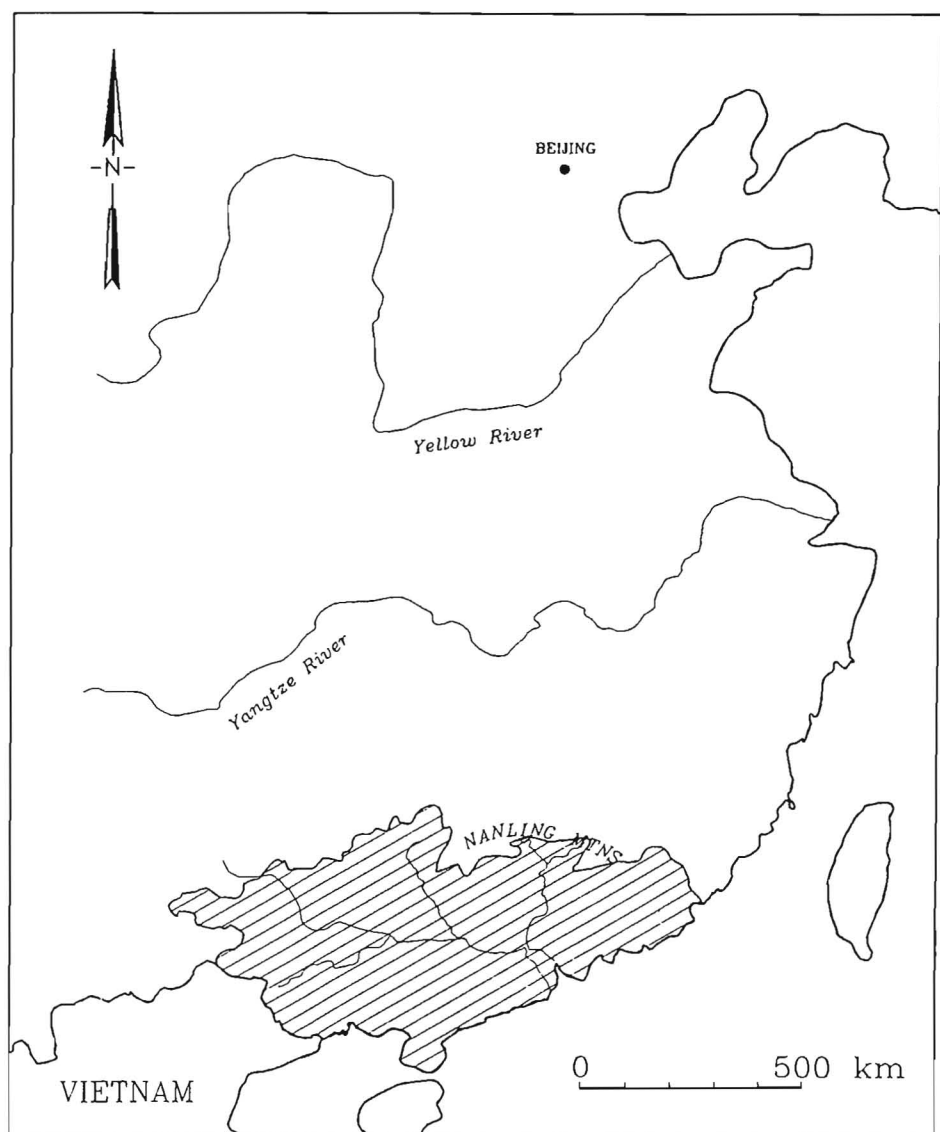 BEIJING
-N-
Yellow River
Yangtze River
NANLING MTNS
0 500 km
VIETNAM